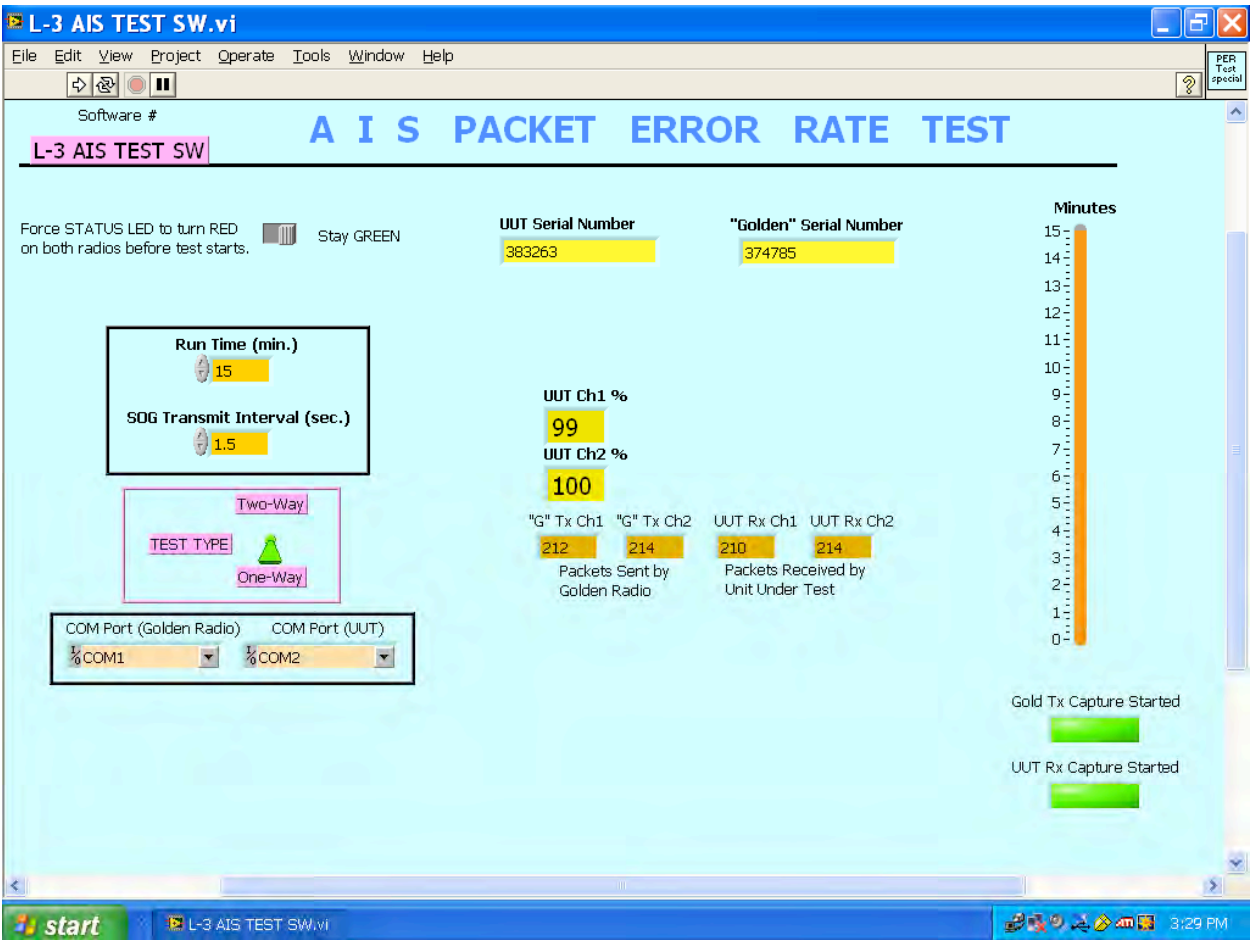 L-3 AIS TEST SW.vi
File Edit View Project Operate Tools Window Help
PER
Test
special
?
Software #
L-3 AIS TEST SW
A I S PACKET ERROR RATE TEST
Force STATUS LED to turn RED
on both radios before test starts.
Stay GREEN
UUT Serial Number
383263
"Golden" Serial Number
374785
Minutes
15
14
13
12
11
10
9
8
7
6
5
4
3
2
1
0
Run Time (min.)
15
SOG Transmit Interval (sec.)
1.5
UUT Ch1 %
99
UUT Ch2 %
100
Two-Way
TEST TYPE
One-Way
"G" Tx Ch1 "G" Tx Ch2 UUT Rx Ch1 UUT Rx Ch2
212 214 210 214
Packets Sent by
Golden Radio
Packets Received by
Unit Under Test
COM Port (Golden Radio) COM Port (UUT)
I/O COM1 I/O COM2
Gold Tx Capture Started
UUT Rx Capture Started
start L-3 AIS TEST SW.vi 3:29 PM